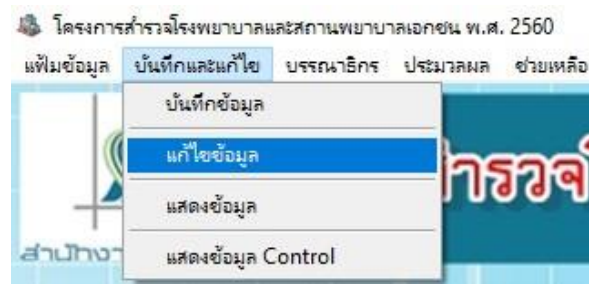 โครงการสำรวจโรงพยาบาลและสถานพยาบาลเอกชน พ.ศ. 2560
แฟ้มข้อมูล บันทึกและแก้ไข บรรณาธิกร ประมวลผล ช่วยเหลือ
บันทึกข้อมูล
แก้ไขข้อมูล
แสดงข้อมูล
แสดงข้อมูล Control